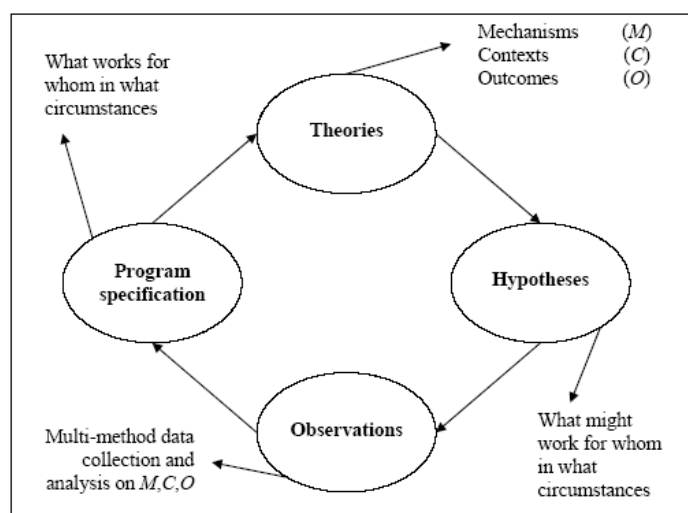 What works for
whom in what
circumstances
Mechanisms (M)
Contexts (C)
Outcomes (O)
Theories
Program
specification
Hypotheses
Observations
Multi-method data
collection and
analysis on M,C,O
What might
work for whom
in what
circumstances